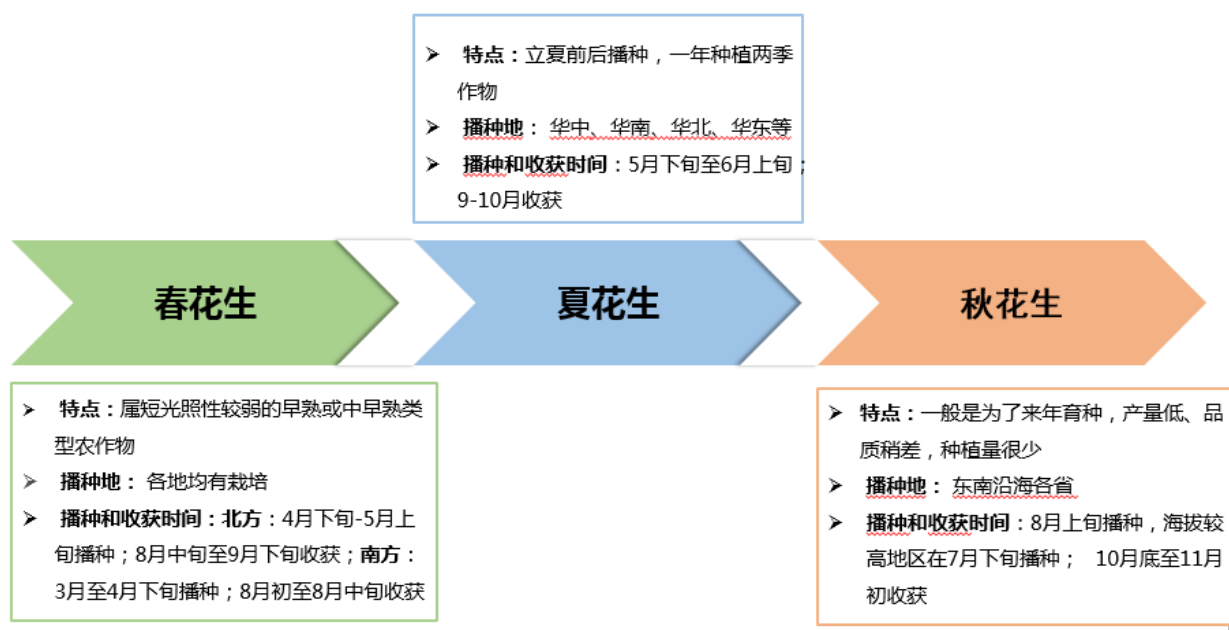 ➢ 特点：立夏前后播种，一年种植两季
作物
➢ 播种地： 华中、华南、华北、华东等
➢ 播种和收获时间：5月下旬至6月上旬；
9-10月收获
春花生
夏花生
秋花生
➢ 特点：属短光照性较弱的早熟或中早熟类
型农作物
➢ 播种地： 各地均有栽培
➢ 播种和收获时间：北方：4月下旬-5月上
旬播种；8月中旬至9月下旬收获；南方：
3月至4月下旬播种；8月初至8月中旬收获
➢ 特点：一般是为了来年育种，产量低、品
质稍差，种植量很少
➢ 播种地： 东南沿海各省
➢ 播种和收获时间：8月上旬播种，海拔较
高地区在7月下旬播种； 10月底至11月
初收获